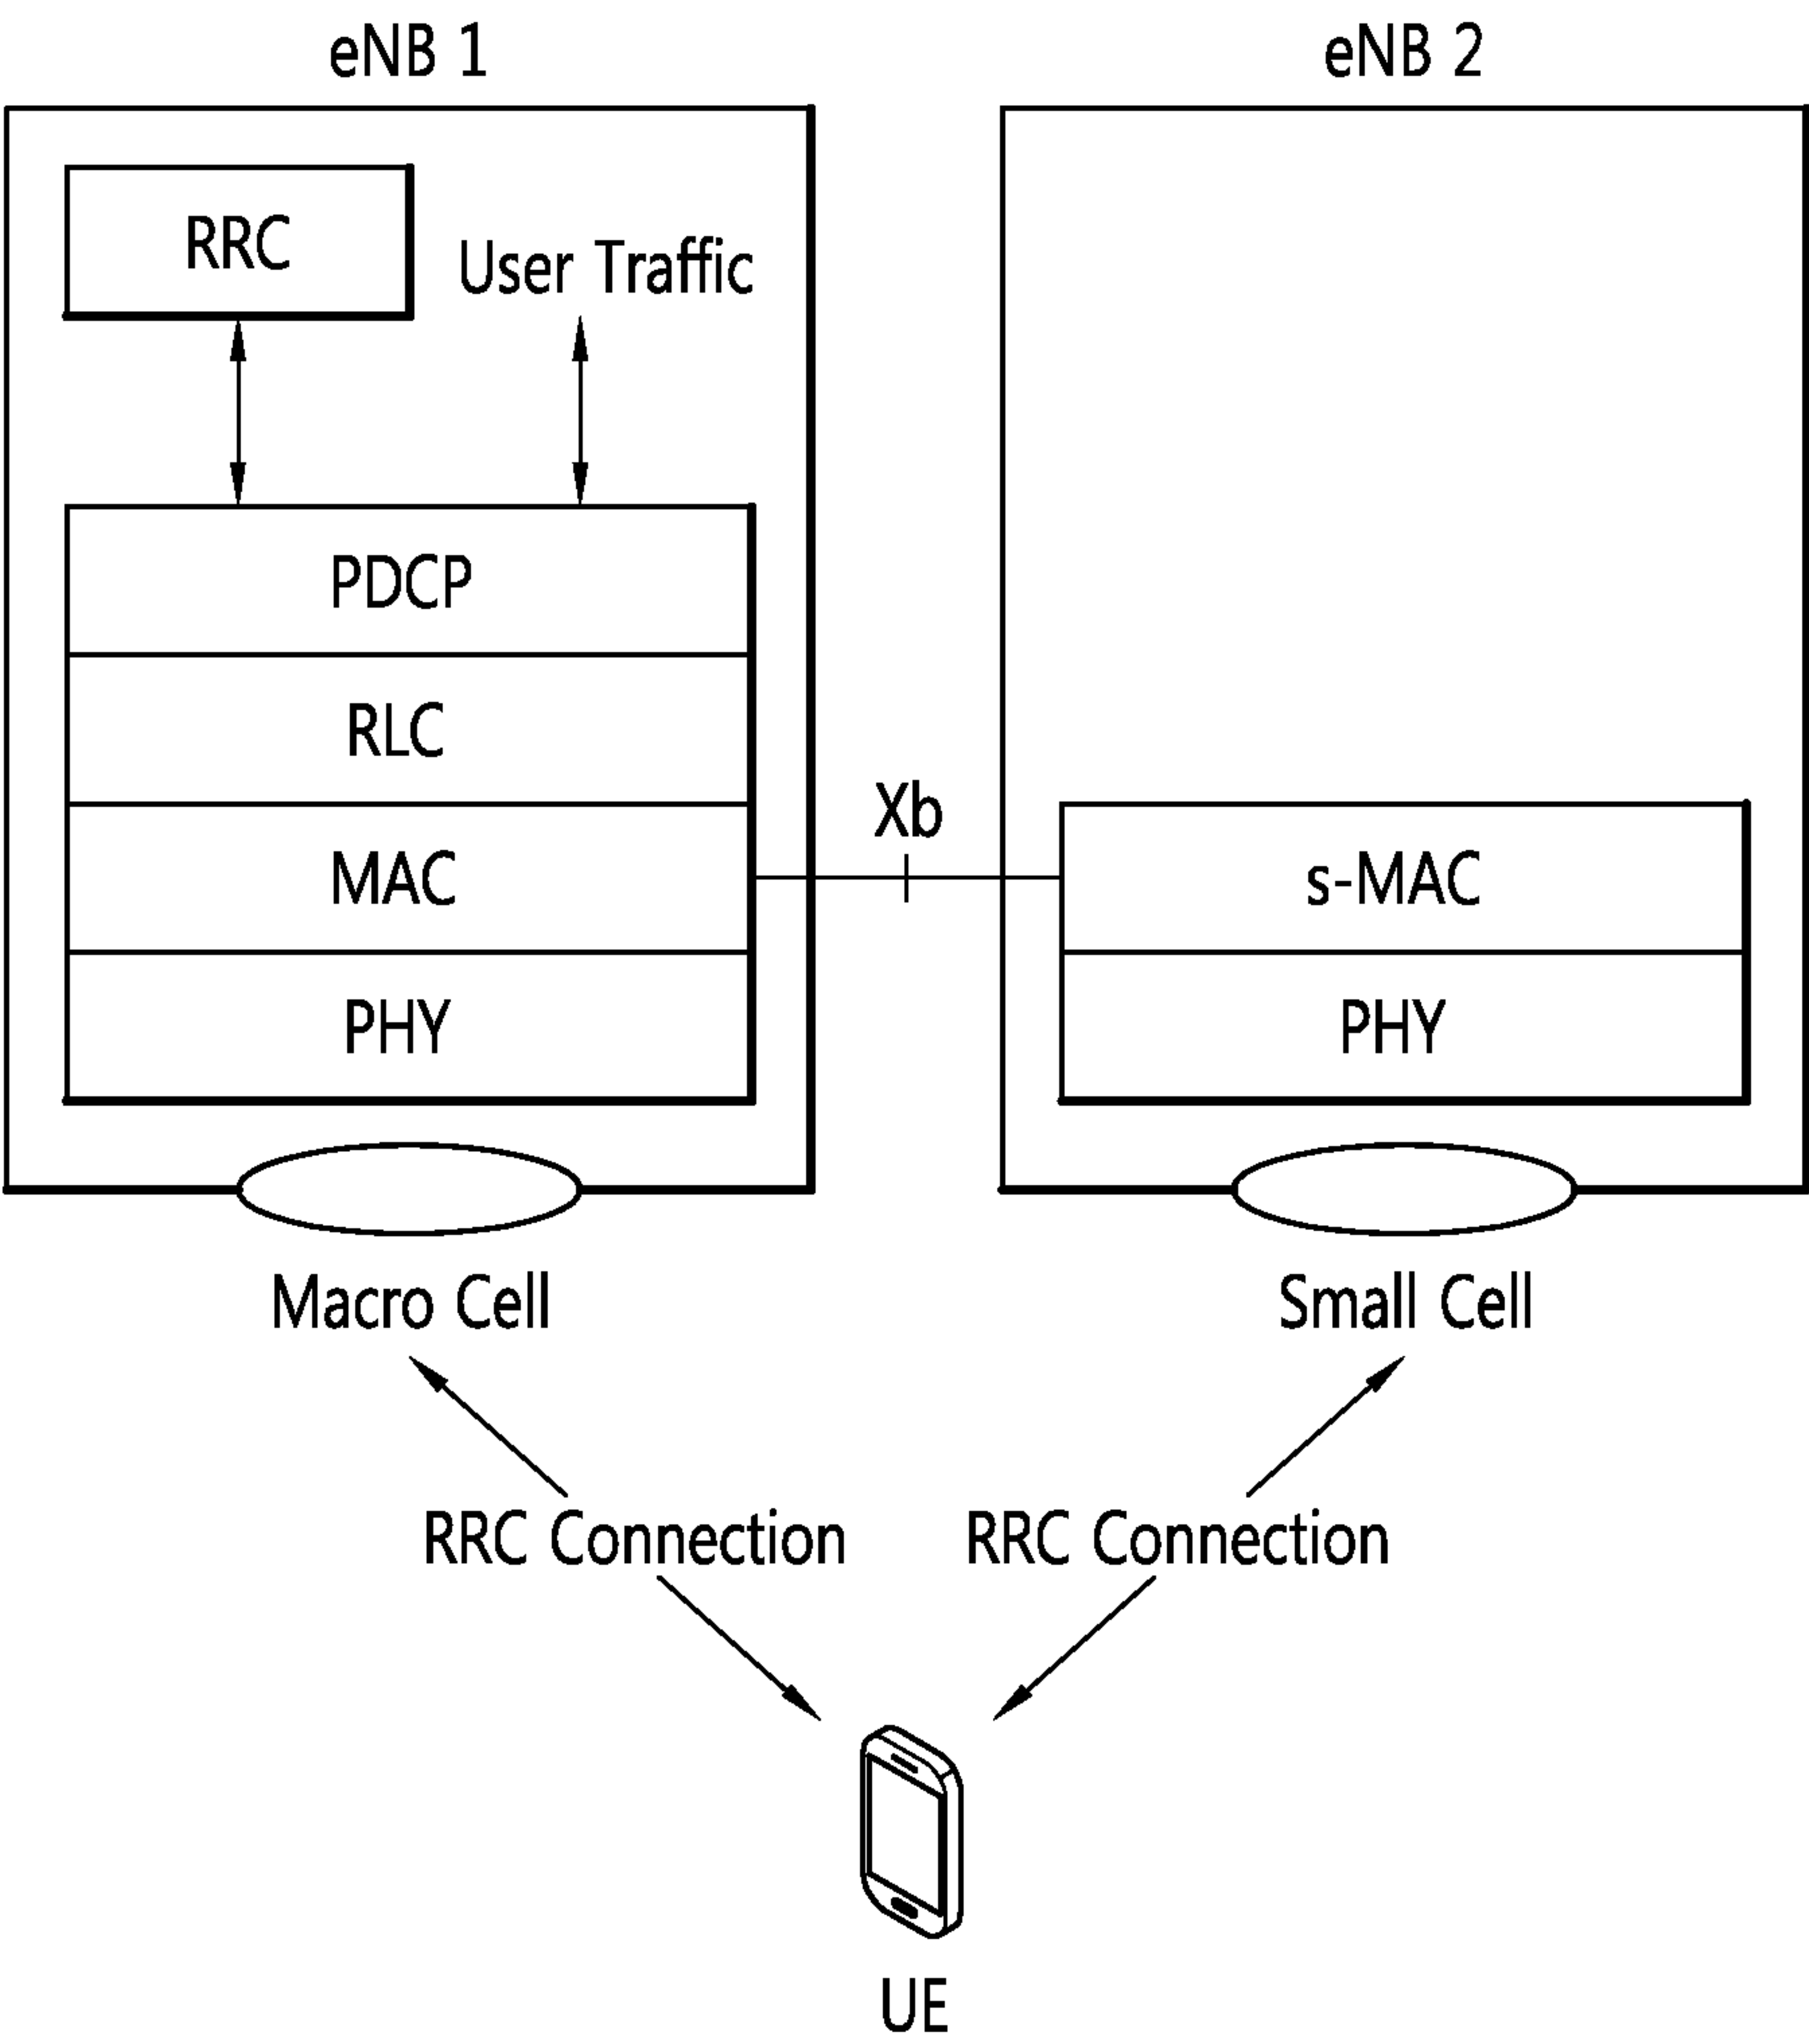 eNB 1
eNB 2
RRC
User Traffic
PDCP
RLC
MAC
PHY
Xb
s-MAC
PHY
Macro Cell
Small Cell
RRC Connection
RRC Connection
UE